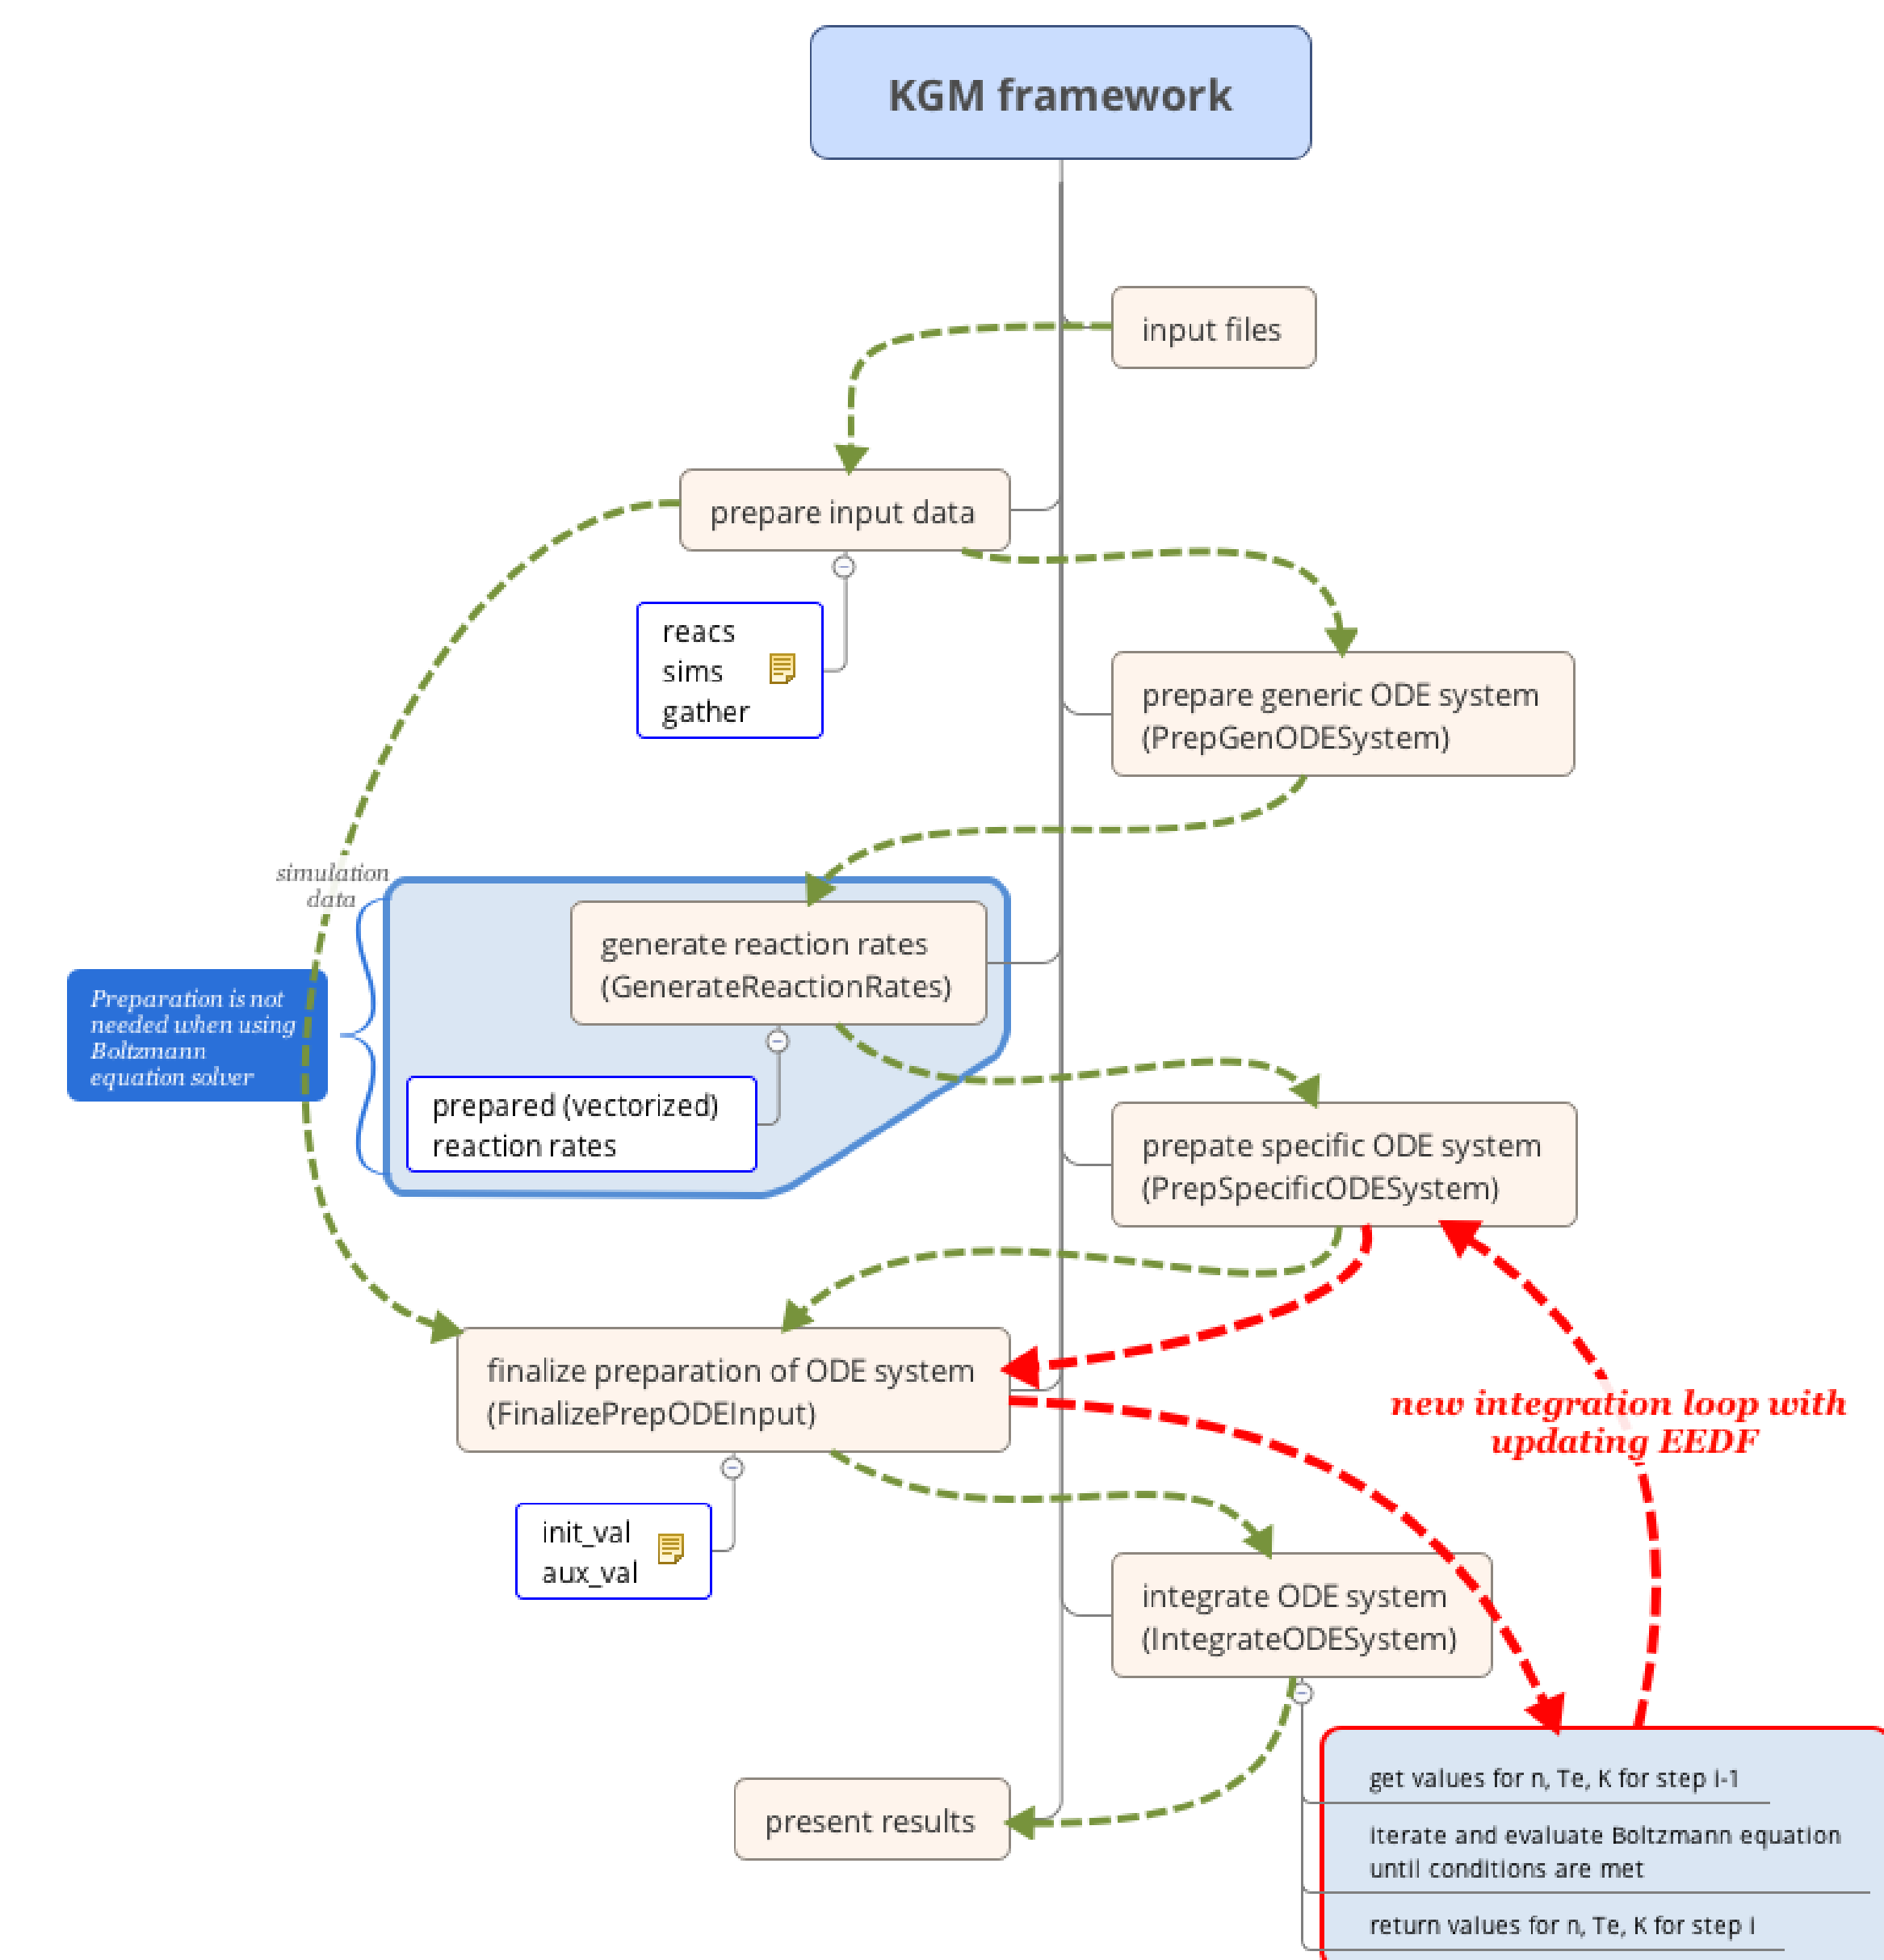 KGM framework
input files
prepare input data
reacs
sims
gather
prepare generic ODE system
(PrepGenODESystem)
simulation
data
generate reaction rates
(GenerateReactionRates)
Preparation is not
needed when using
Boltzmann
equation solver
prepared (vectorized)
reaction rates
prepate specific ODE system
(PrepSpecificODESystem)
finalize preparation of ODE system
(FinalizePrepODEInput)
new integration loop with
updating EEDF
init_val
aux_val
integrate ODE system
(IntegrateODESystem)
present results
get values for n, Te, K for step i-1
iterate and evaluate Boltzmann equation
until conditions are met
return values for n, Te, K for step i